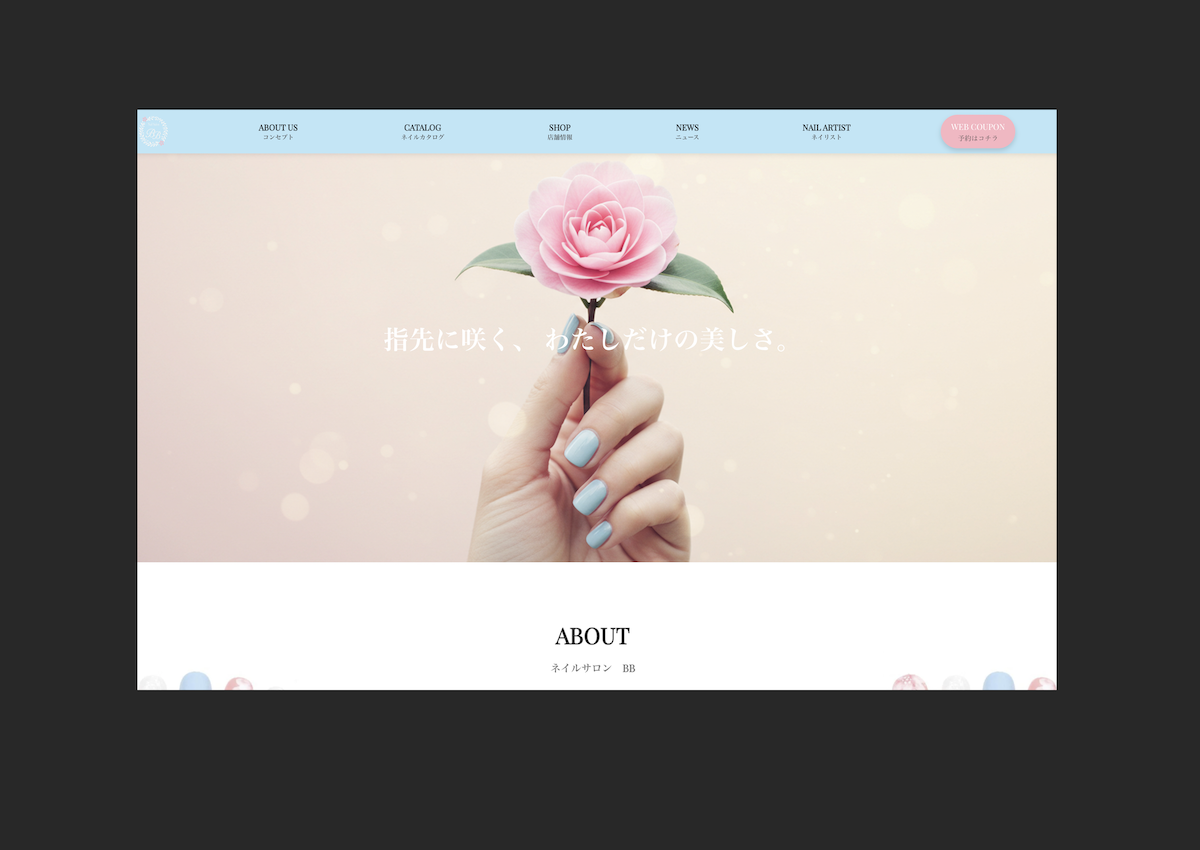 BB
ABOUT US
コンセプト
CATALOG
ネイルカタログ
SHOP
店舗情報
NEWS
ニュース
NAIL ARTIST
ネイリスト
WEB COUPON
予約はコチラ
指先に咲く、 わたしだけの美しさ。
ABOUT
ネイルサロン　BB